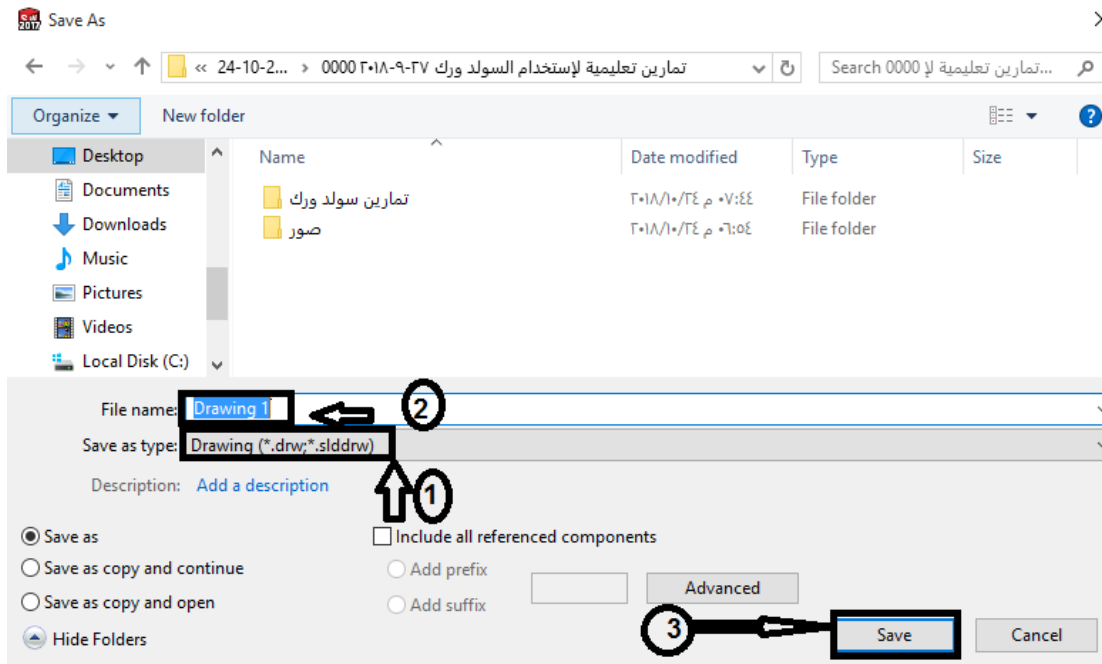 SW 2017 Save As
« 24-10-2... › تمارين تعليمية لإستخدام السولد ورك ٢٧-٩-٢٠١٨ 0000
Search 0000 تمارين تعليمية لإ...
Organize New folder
?
Desktop
Documents
Downloads
Music
Pictures
Videos
Local Disk (C:)
Name Date modified Type Size
تمارين سولد ورك ٢٠١٨/١٠/٢٤ ٠٧:٤٤ م File folder
صور ٢٠١٨/١٠/٢٤ ٠٦:٥٤ م File folder
File name: Drawing 1 2
Save as type: Drawing (*.drw;*.slddrw)
Description: Add a description 1
Save as Include all referenced components
Save as copy and continue Add prefix
Advanced
Save as copy and open Add suffix
3
Hide Folders Save Cancel